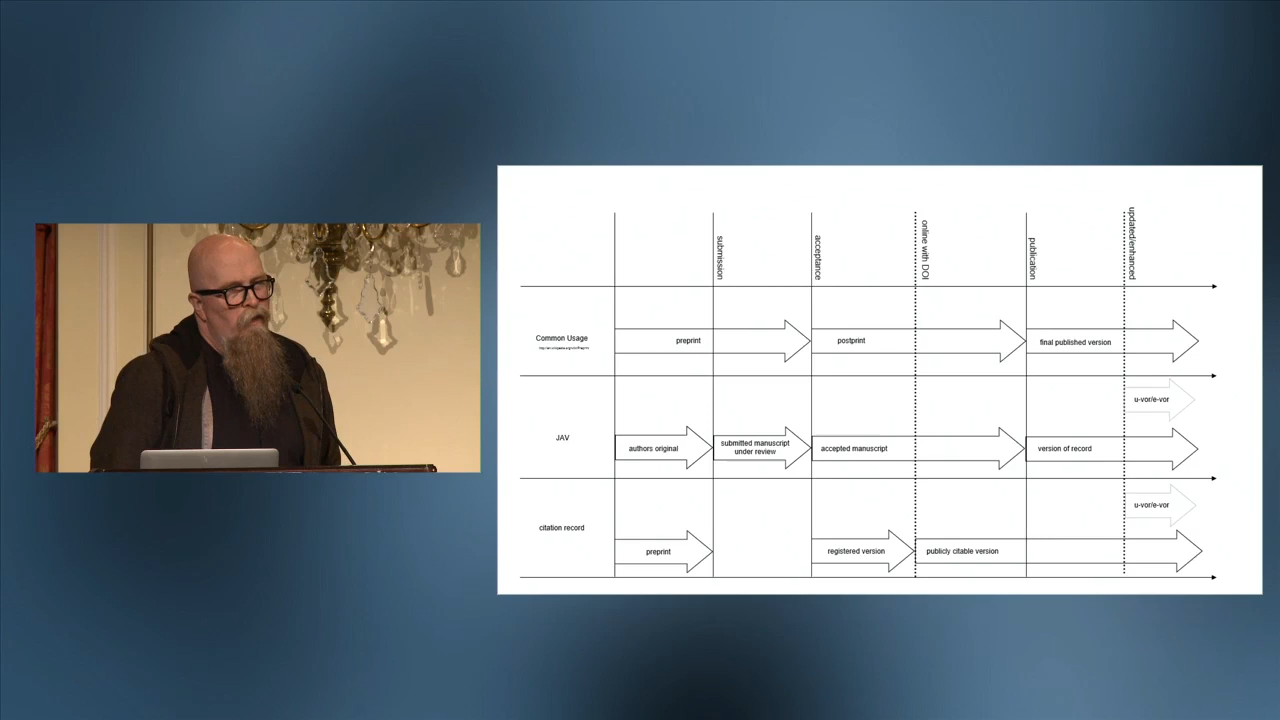 submission
acceptance
online with DOI
publication
updated/enhanced
Common Usage
preprint
postprint
final published version
u-vor/e-vor
JAV
authors original
submitted manuscript
under review
accepted manuscript
version of record
u-vor/e-vor
citation record
preprint
registered version
publicly citable version